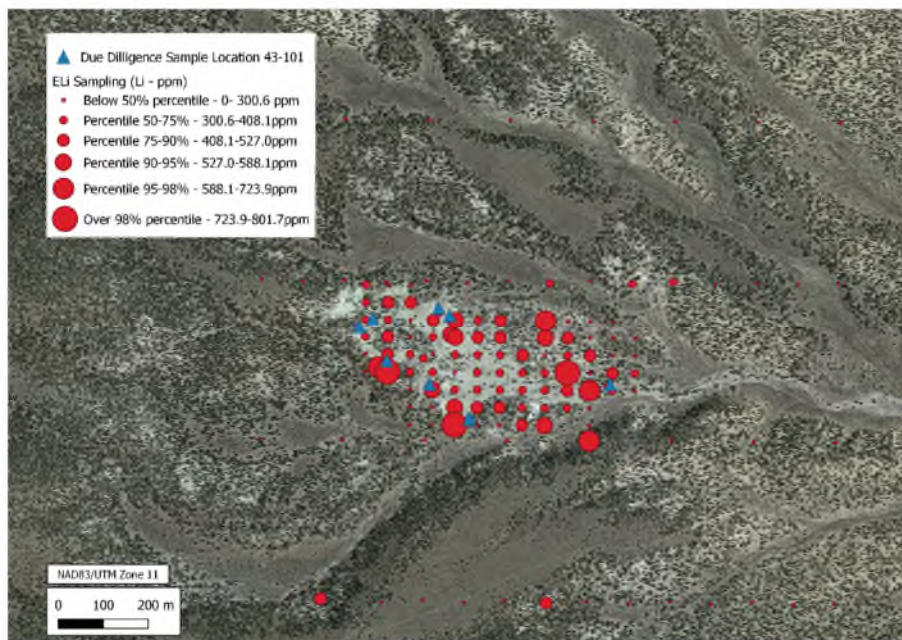 Due Dilligence Sample Location 43-101
ELi Sampling (Li - ppm)
Below 50% percentile - 0- 300.6 ppm
Percentile 50-75% - 300.6-408.1ppm
Percentile 75-90% - 408.1-527.0ppm
Percentile 90-95% - 527.0-588.1ppm
Percentile 95-98% - 588.1-723.9ppm
Over 98% percentile - 723.9-801.7ppm
NAD83/UTM Zone 11
0 100 200 m